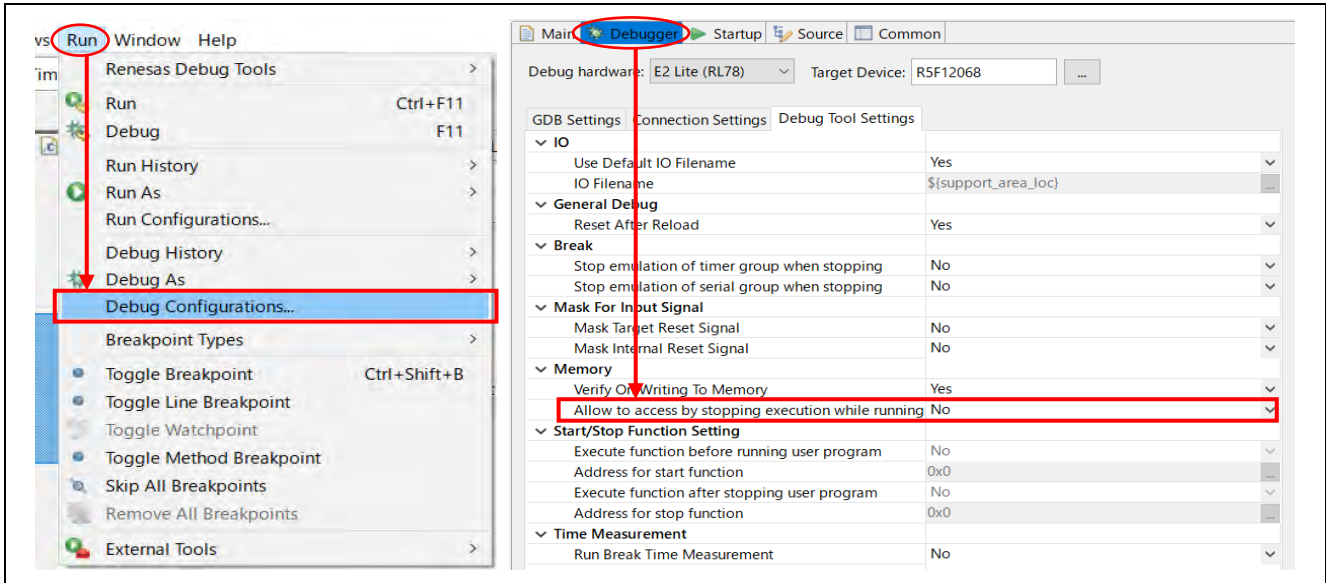 Run Window Help
Renesas Debug Tools >
Run Ctrl+F11
Debug F11
Run History >
Run As >
Run Configurations...
Debug History >
Debug As >
Debug Configurations...
Breakpoint Types >
Toggle Breakpoint Ctrl+Shift+B
Toggle Line Breakpoint
Toggle Watchpoint
Toggle Method Breakpoint
Skip All Breakpoints
Remove All Breakpoints
External Tools >
Main Debugger Startup Source Common
Debug hardware: E2 Lite (RL78) Target Device: R5F12068 ...
GDB Settings Connection Settings Debug Tool Settings
IO
Use Default IO Filename Yes
IO Filename ${support_area_loc} ...
General Debug
Reset After Reload Yes
Break
Stop emulation of timer group when stopping No
Stop emulation of serial group when stopping No
Mask For Input Signal
Mask Target Reset Signal No
Mask Internal Reset Signal No
Memory
Verify On Writing To Memory Yes
Allow to access by stopping execution while running No
Start/Stop Function Setting
Execute function before running user program No
Address for start function 0x0 ...
Execute function after stopping user program No
Address for stop function 0x0 ...
Time Measurement
Run Break Time Measurement No